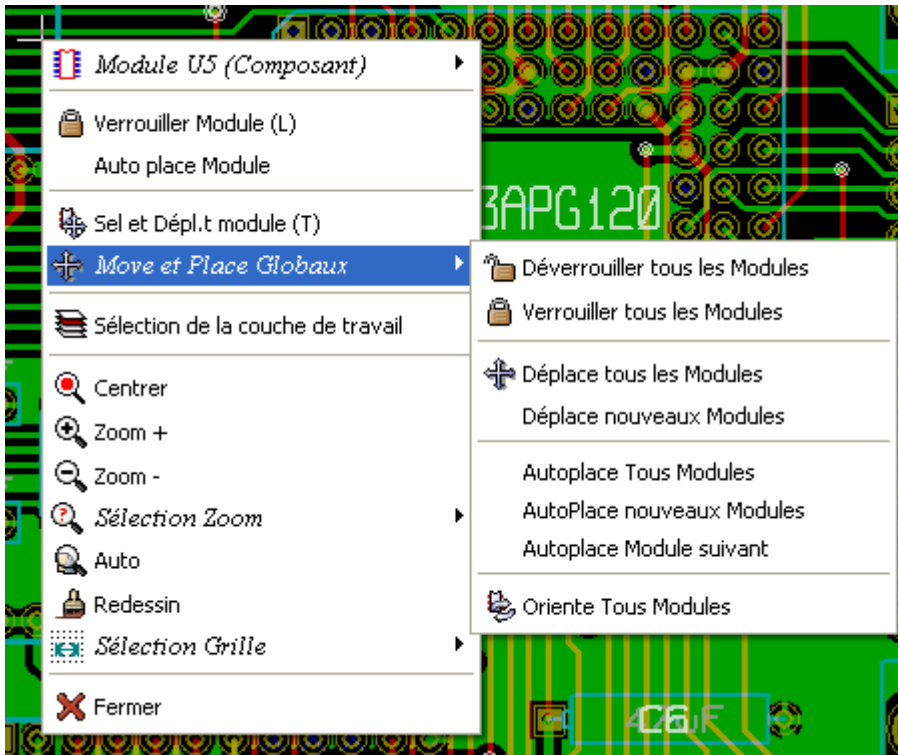 Module U5 (Composant)
Verrouiller Module (L)
Auto place Module
Sel et Dépl.t module (T)
Move et Place Globaux
Sélection de la couche de travail
Centrer
Zoom +
Zoom -
Sélection Zoom
Auto
Redessin
Sélection Grille
Fermer
3APG120
Déverrouiller tous les Modules
Verrouiller tous les Modules
Déplace tous les Modules
Déplace nouveaux Modules
Autoplace Tous Modules
AutoPlace nouveaux Modules
Autoplace Module suivant
Oriente Tous Modules
C6